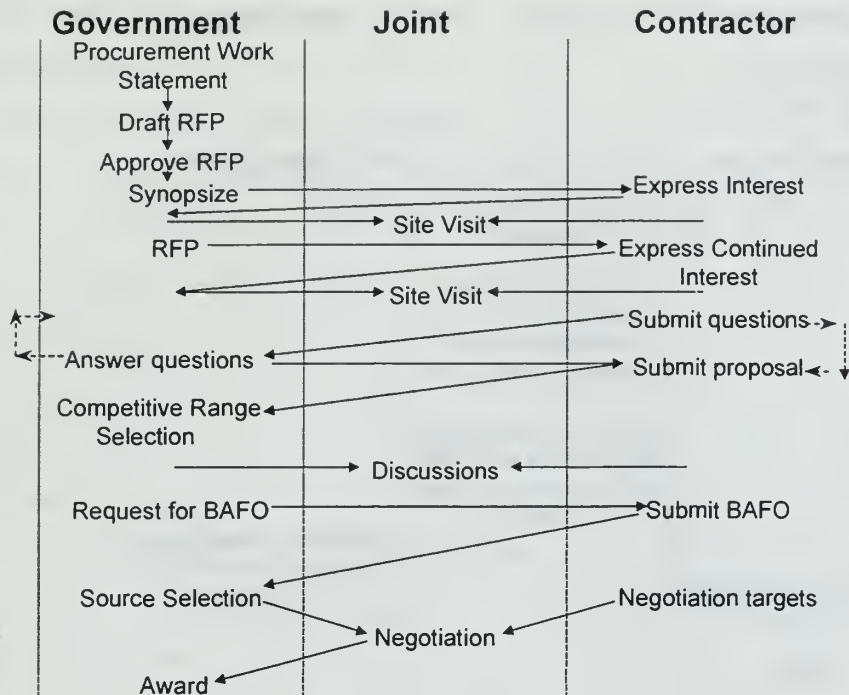 Government Joint Contractor
Procurement Work
Statement
Draft RFP
Approve RFP
Synopsize Express Interest
Site Visit
RFP Express Continued
Interest
Site Visit
Submit questions
Answer questions Submit proposal
Competitive Range
Selection
Discussions
Request for BAFO Submit BAFO
Source Selection Negotiation targets
Negotiation
Award